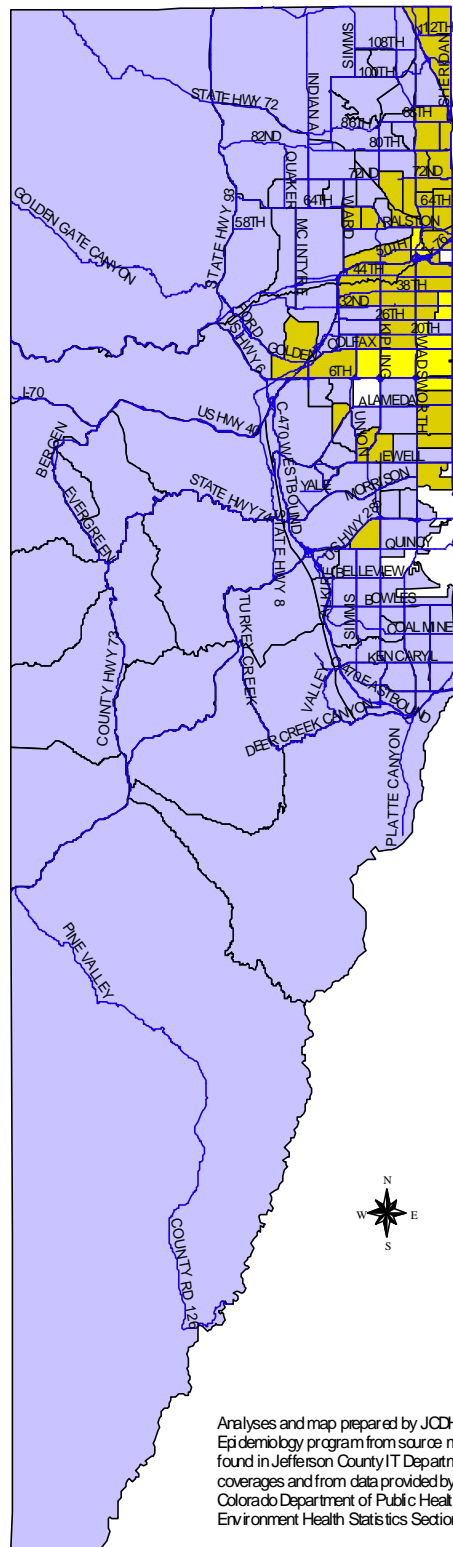 112TH
SHERIDAN
SIMMS
108TH
100TH
INDIANA
STATE HWY 72
88TH
86TH
82ND
80TH
QUAKER
72ND
72ND
64TH
WARD
64TH
STATE HWY 93
58TH
MC INTYRE
RALSTON
GOLDEN GATE CANYON
50TH
I-76
44TH
38TH
FORD
32ND
KIPLING
26TH
US HWY 6
20TH
COLFAX
GOLDEN
WADSWORTH
6TH
I-70
ALAMEDA
US HWY 40
C-470 WESTBOUND
UNION
BERGEN
JEWELL
EVERGREEN
YALE
MORRISON
STATE HWY 74
US HWY 285
STATE HWY 8
QUINCY
BELLEVIEW
TURKEY CREEK
SIMMS
BOWLES
COAL MINE
COUNTY HWY 73
KEN CARYL
VALLEY
C-470 EASTBOUND
DEER CREEK CANYON
PLATTE CANYON
PINE VALLEY
N
W E
S
COUNTY RD 126
Analyses and map prepared by JCDH
Epidemiology program from source
found in Jefferson County IT
coverages and from data provided by
Colorado Department of Public
Environment Health Statistics